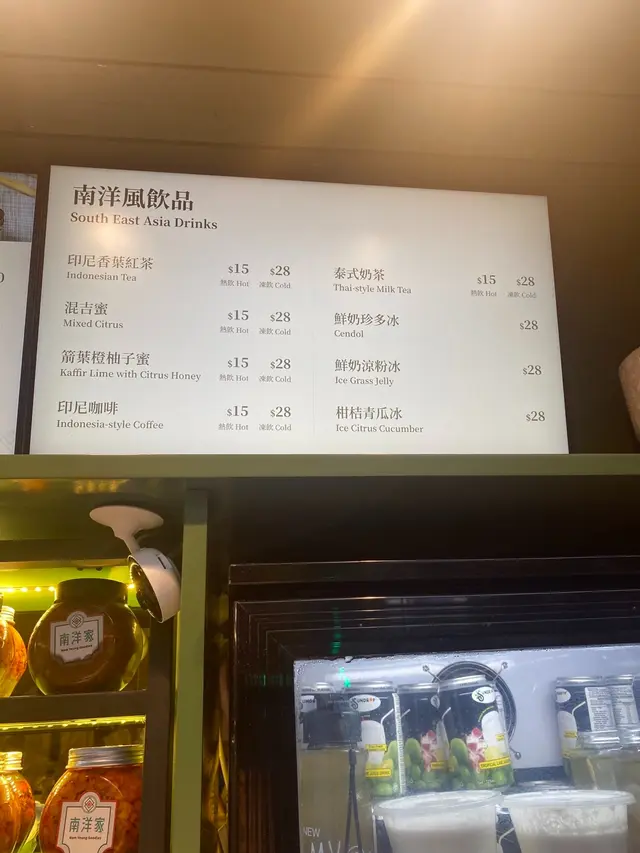 南洋風飲品
South East Asia Drinks
印尼香葉紅茶 $15 $28
Indonesian Tea 熱飲 Hot 凍飲 Cold
混吉蜜 $15 $28
Mixed Citrus 熱飲 Hot 凍飲 Cold
箭葉橙柚子蜜 $15 $28
Kaffir Lime with Citrus Honey 熱飲 Hot 凍飲 Cold
印尼咖啡 $15 $28
Indonesia-style Coffee 熱飲 Hot 凍飲 Cold
泰式奶茶 $15 $28
Thai-style Milk Tea 熱飲 Hot 凍飲 Cold
鮮奶珍多冰 $28
Cendol
鮮奶涼粉冰 $28
Ice Grass Jelly
柑桔青瓜冰 $28
Ice Citrus Cucumber
南洋家
南洋家
NEW